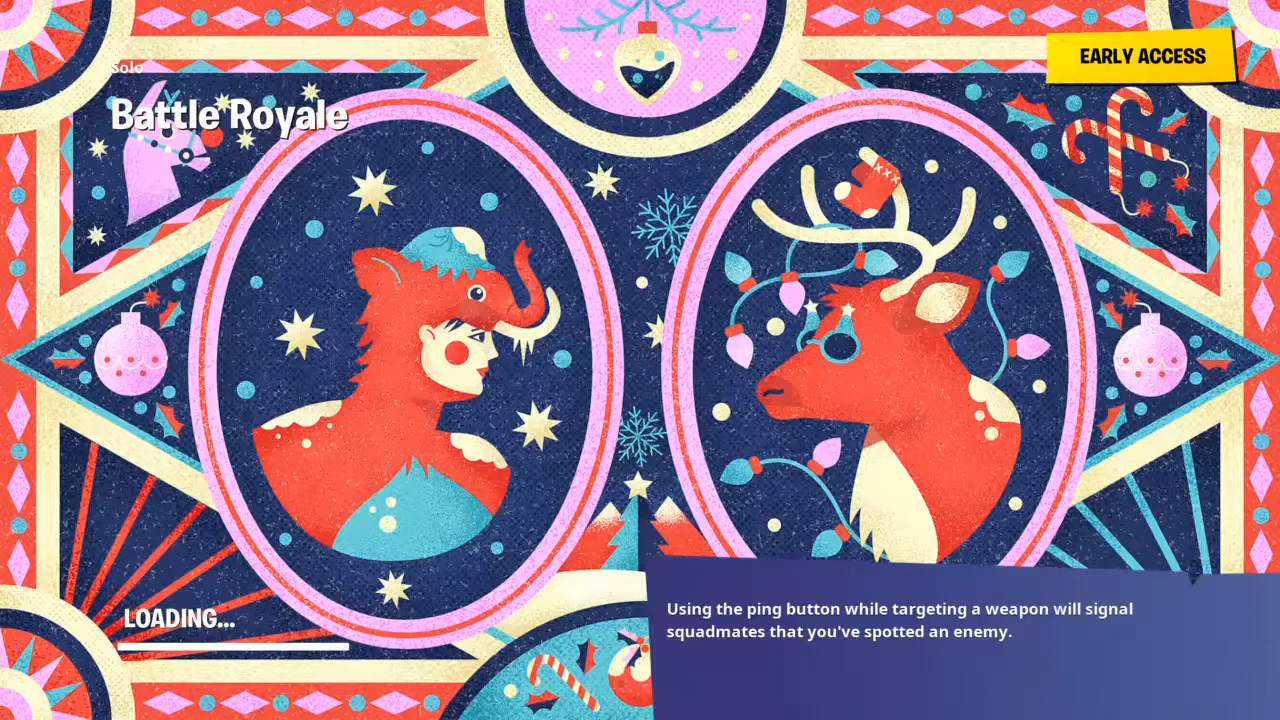 Solo
Battle Royale
EARLY ACCESS
LOADING...
Using the ping button while targeting a weapon will signal
squadmates that you've spotted an enemy.